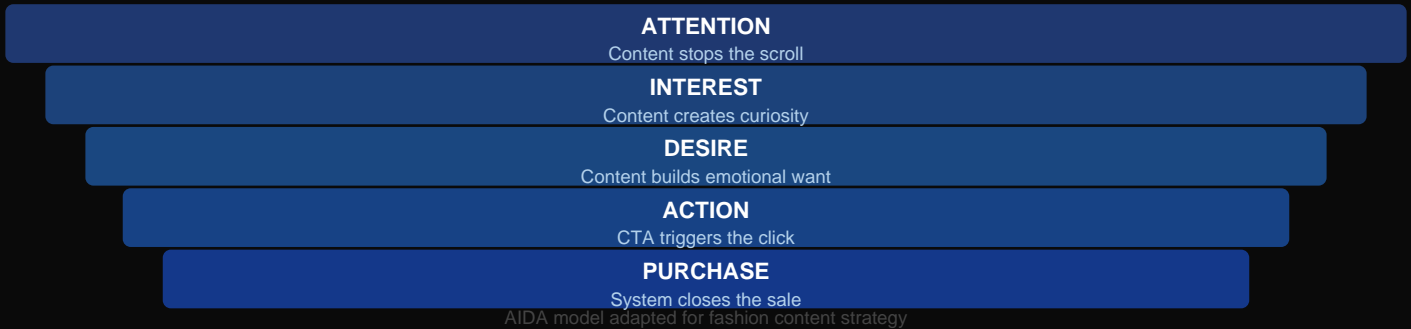 ATTENTION
Content stops the scroll
INTEREST
Content creates curiosity
DESIRE
Content builds emotional want
ACTION
CTA triggers the click
PURCHASE
System closes the sale
AIDA model adapted for fashion content strategy